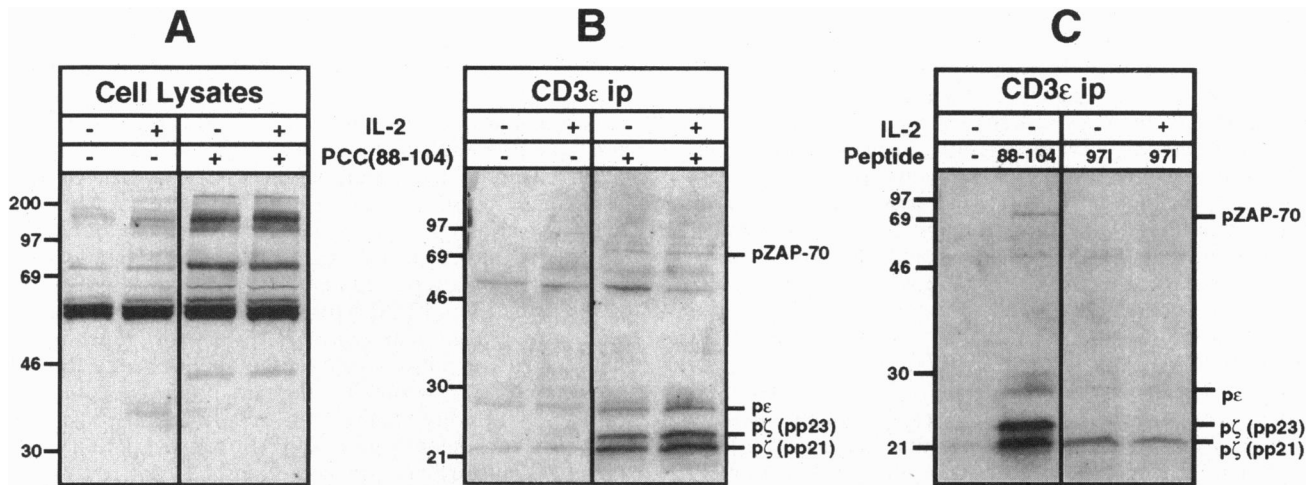 A
B
C
Cell Lysates
- + - +
- - + +
200
97
69
46
30
CD3ε ip
IL-2 - + - +
PCC(88-104) - - + +
97
69
46
30
21
pZAP-70
pε
pζ (pp23)
pζ (pp21)
CD3ε ip
IL-2 - - - +
Peptide - 88-104 97I 97I
97
69
46
30
21
pZAP-70
pε
pζ (pp23)
pζ (pp21)